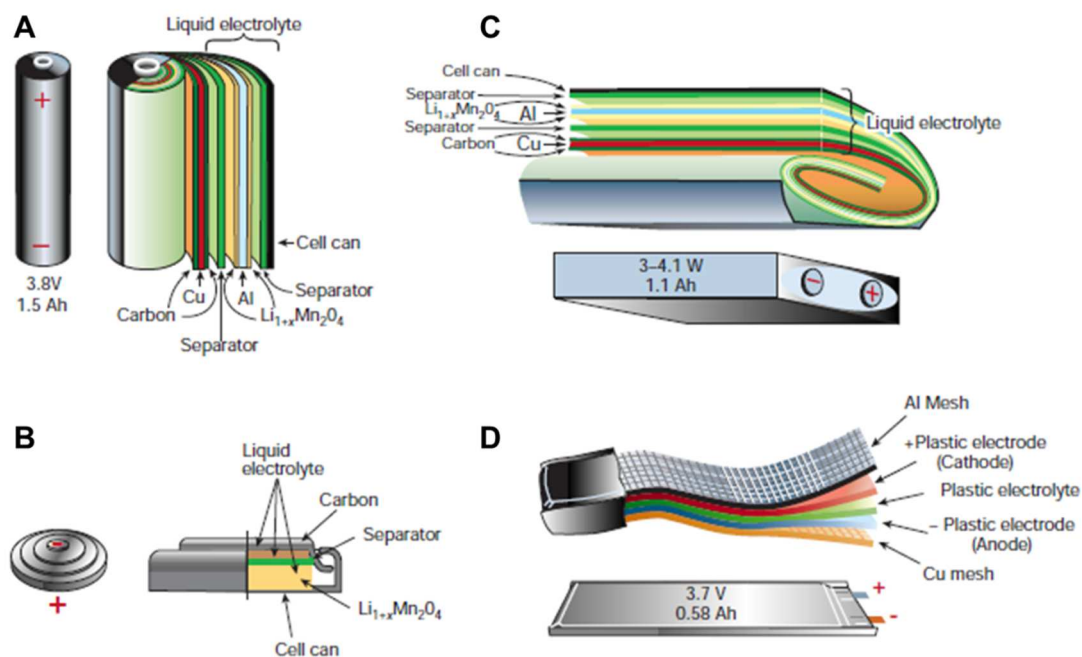 A
Liquid electrolyte
+
−
3.8V
1.5 Ah
Cell can
Cu
Al
Separator
Carbon
Li1+xMn2O4
Separator
C
Cell can
Separator
Li1+xMn2O4
Al
Separator
Carbon
Cu
Liquid electrolyte
3–4.1 W
1.1 Ah
−
+
B
Liquid
electrolyte
Carbon
Separator
Li1+xMn2O4
Cell can
−
+
D
Al Mesh
+Plastic electrode
(Cathode)
Plastic electrolyte
− Plastic electrode
(Anode)
Cu mesh
3.7 V
0.58 Ah
+
-